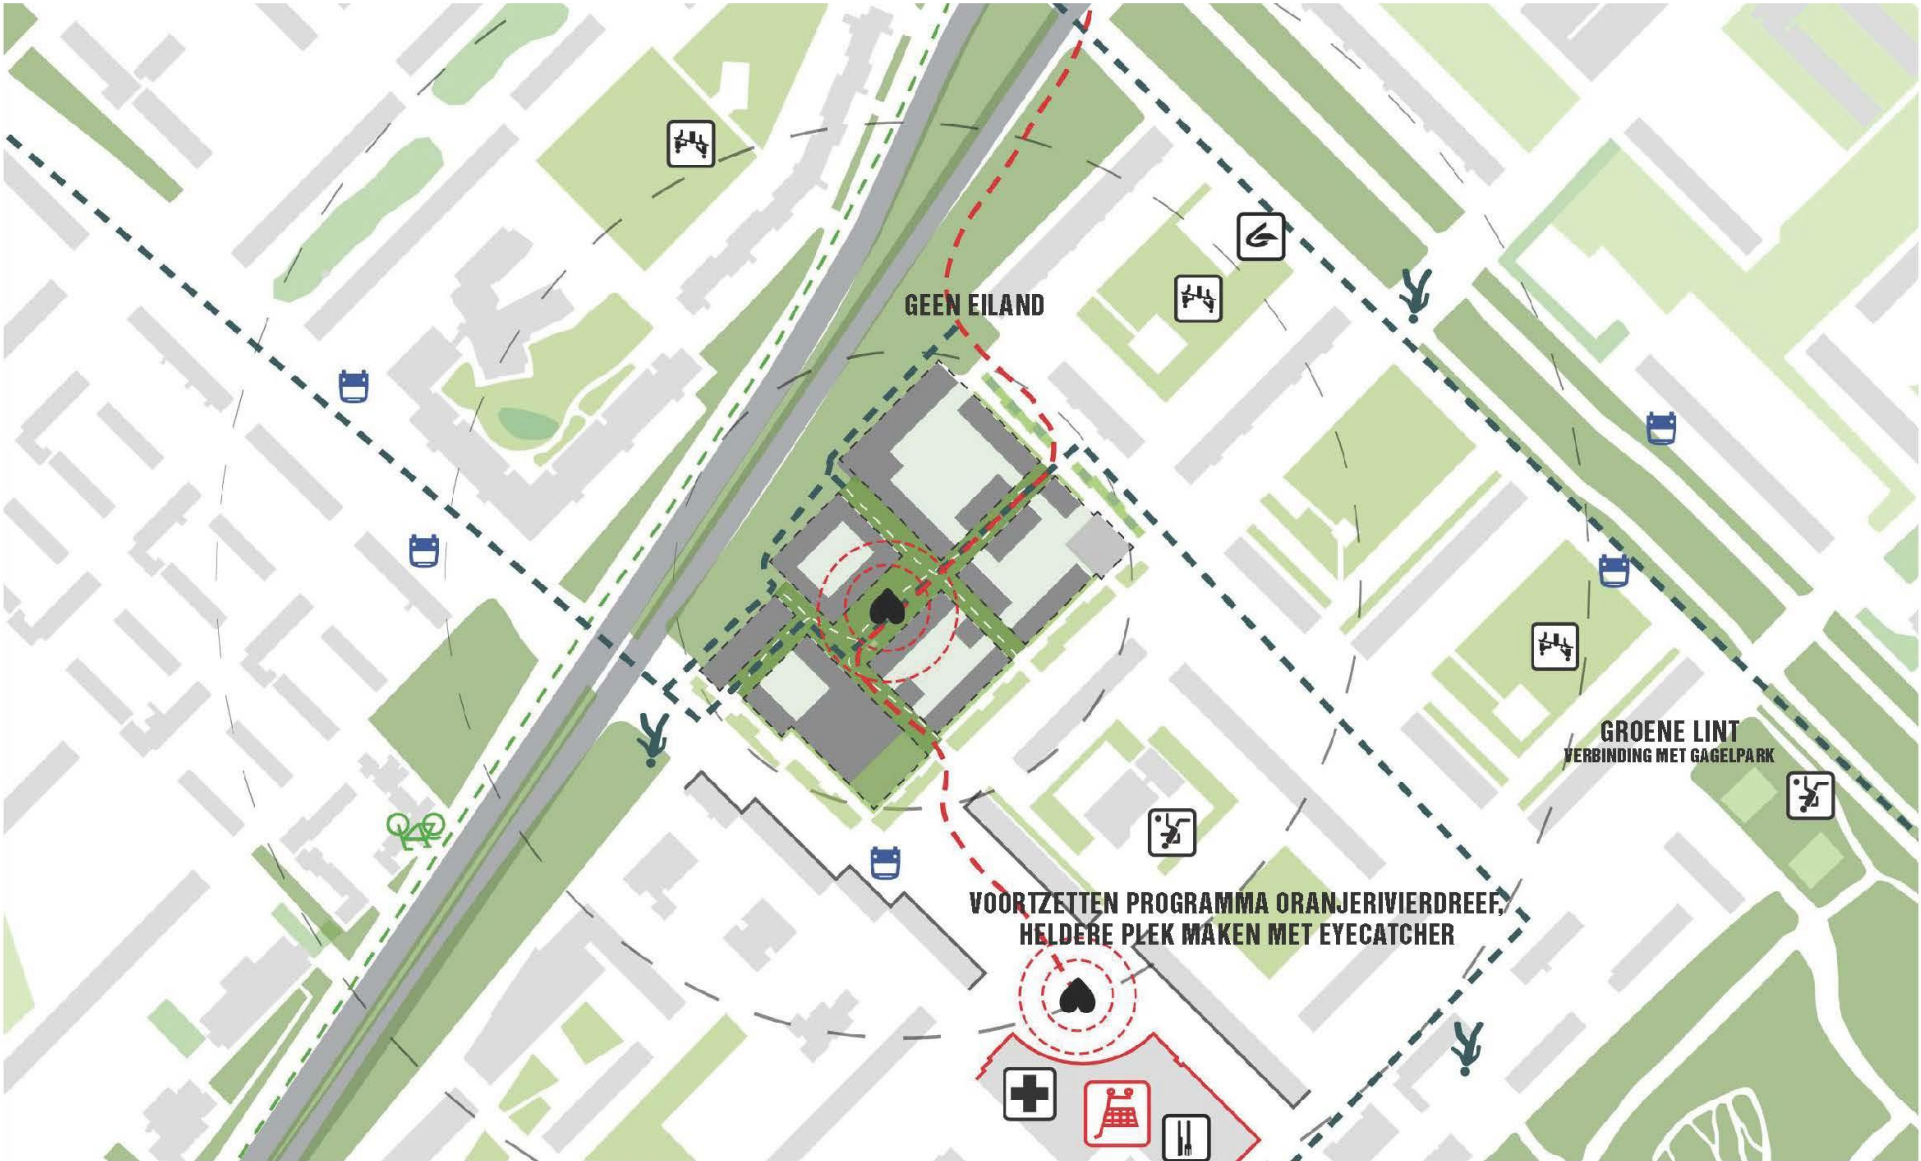 GEEN EILAND
GROENE LINT
VERBINDING MET GAGELPARK
VOORTZETTEN PROGRAMMA ORANJERIVIERDREEF,
HELDERE PLEK MAKEN MET EYECATCHER